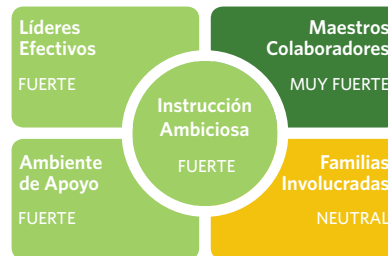 Líderes
Efectivos
FUERTE
Maestros
Colaboradores
MUY FUERTE
Instrucción
Ambiciosa
FUERTE
Ambiente
de Apoyo
FUERTE
Familias
Involucradas
NEUTRAL